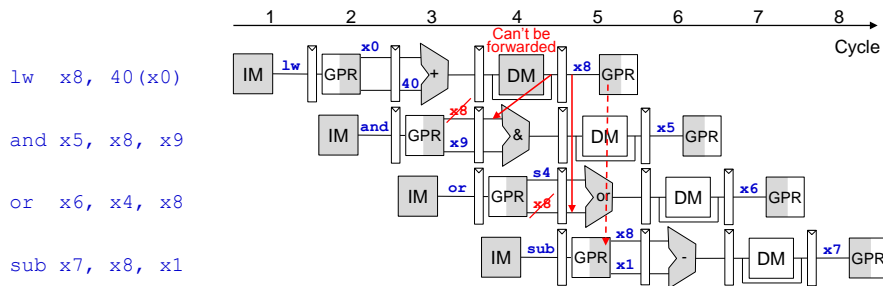 1 2 3 4 5 6 7 8
Cycle
Can't be
forwarded
lw x8, 40(x0)
IM lw GPR x0 40 + DM x8 GPR
and x5, x8, x9
IM and GPR x8 x9 & DM x5 GPR
or x6, x4, x8
IM or GPR s4 x8 or DM x6 GPR
sub x7, x8, x1
IM sub GPR x8 x1 - DM x7 GPR